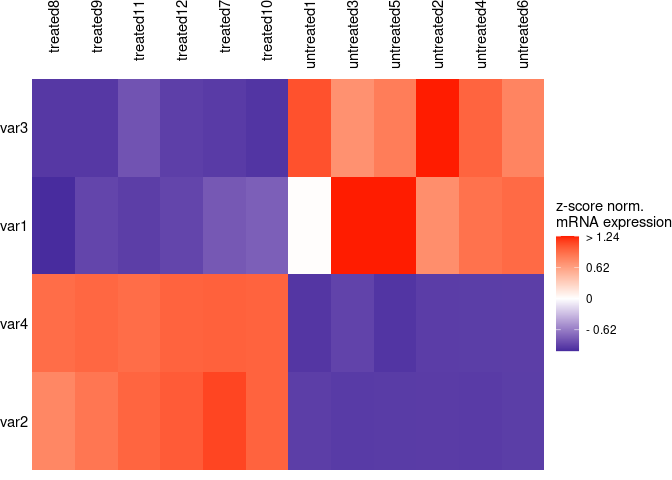 treated8
treated9
treated11
treated12
treated7
treated10
untreated1
untreated3
untreated5
untreated2
untreated4
untreated6
var3
var1
var4
var2
z-score norm.
mRNA expression
> 1.24
0.62
0
- 0.62